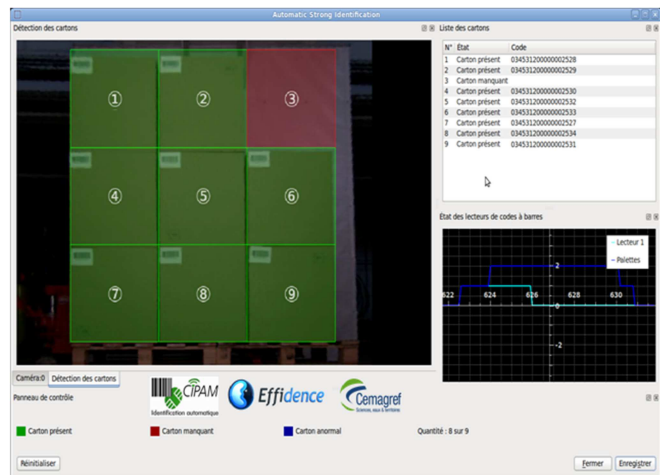 Automatic Strong Identification
Détection des cartons
Liste des cartons
N° État Code
1 Carton présent 034531200000002528
2 Carton présent 034531200000002529
3 Carton manquant
4 Carton présent 034531200000002530
5 Carton présent 034531200000002532
6 Carton présent 034531200000002533
7 Carton présent 034531200000002527
8 Carton présent 034531200000002534
9 Carton présent 034531200000002531
① ② ③
④ ⑤ ⑥
⑦ ⑧ ⑨
État des lecteurs de codes à barres
Lecteur 1
Palettes
2
622 624 626 628 630
0
-2
Caméra:0 Détection des cartons
Panneau de contrôle
CIPAM
Identification automatique
Effidence
Cemagref
Sciences, eaux & territoires
Carton présent Carton manquant Carton anormal Quantité : 8 sur 9
Réinitialiser Fermer Enregistrer